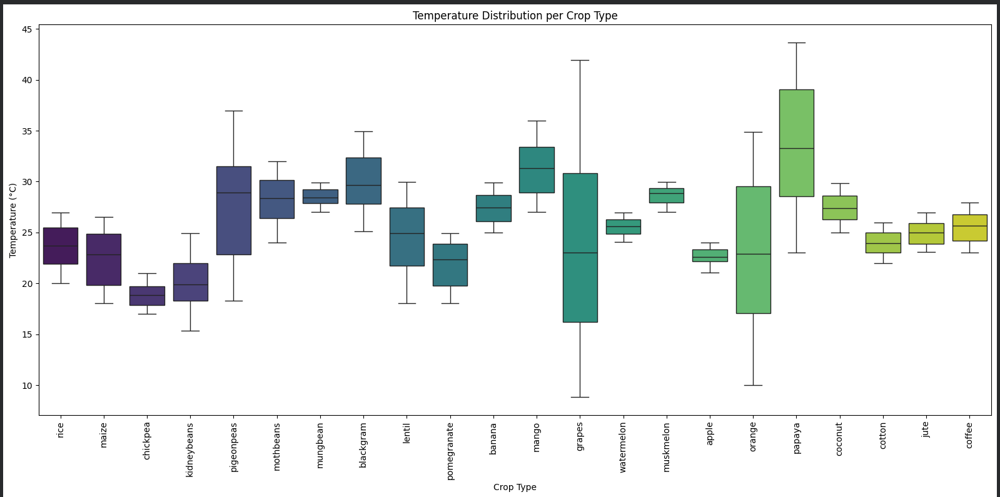 Temperature Distribution per Crop Type
45
40
35
30
25
20
15
10
Temperature (°C)
rice
maize
chickpea
kidneybeans
pigeonpeas
mothbeans
mungbean
blackgram
lentil
pomegranate
banana
mango
grapes
watermelon
muskmelon
apple
orange
papaya
coconut
cotton
jute
coffee
Crop Type